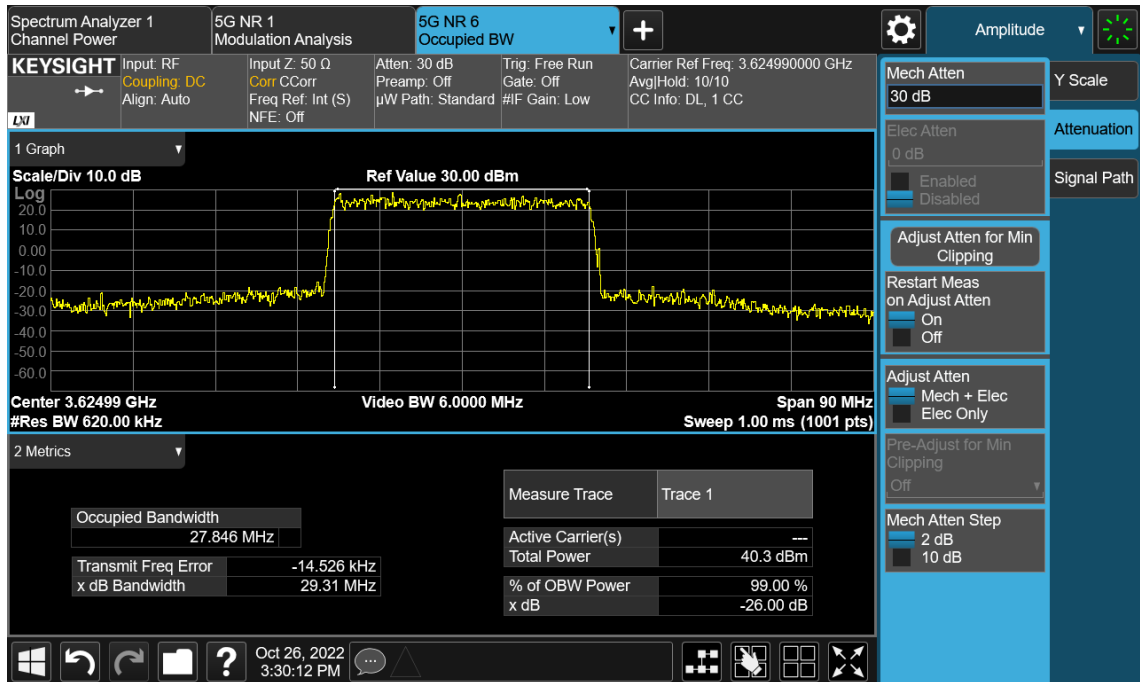 Spectrum Analyzer 1
Channel Power
5G NR 1
Modulation Analysis
5G NR 6
Occupied BW
Amplitude
KEYSIGHT
LXI
Input: RF
Coupling: DC
Align: Auto
Input Z: 50 Ω
Corr CCorr
Freq Ref: Int (S)
NFE: Off
Atten: 30 dB
Preamp: Off
µW Path: Standard
Trig: Free Run
Gate: Off
#IF Gain: Low
Carrier Ref Freq: 3.624990000 GHz
Avg|Hold: 10/10
CC Info: DL, 1 CC
1 Graph
Scale/Div 10.0 dB
Ref Value 30.00 dBm
Log
20.0
10.0
0.00
-10.0
-20.0
-30.0
-40.0
-50.0
-60.0
Center 3.62499 GHz
Video BW 6.0000 MHz
Span 90 MHz
#Res BW 620.00 kHz
Sweep 1.00 ms (1001 pts)
2 Metrics
Occupied Bandwidth
27.846 MHz
Transmit Freq Error -14.526 kHz
x dB Bandwidth 29.31 MHz
Measure Trace Trace 1
Active Carrier(s) ---
Total Power 40.3 dBm
% of OBW Power 99.00 %
x dB -26.00 dB
Mech Atten
30 dB
Elec Atten
0 dB
Enabled
Disabled
Adjust Atten for Min
Clipping
Restart Meas
on Adjust Atten
On
Off
Adjust Atten
Mech + Elec
Elec Only
Pre-Adjust for Min
Clipping
Off
Mech Atten Step
2 dB
10 dB
Y Scale
Attenuation
Signal Path
?
Oct 26, 2022
3:30:12 PM